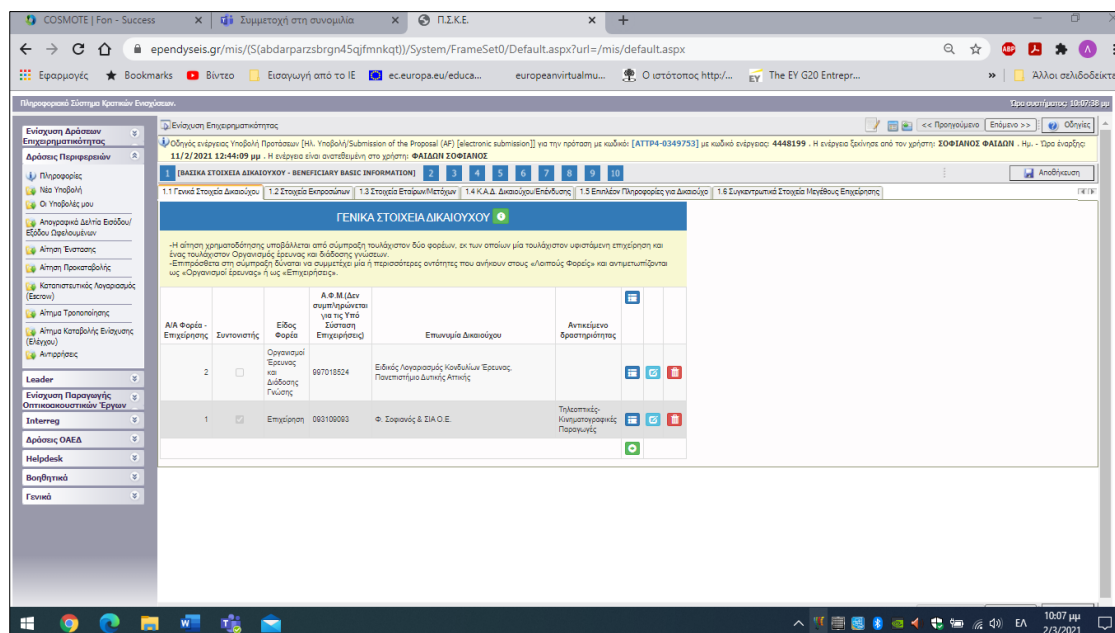 COSMOTE | Fon - Success
Συμμετοχή στη συνομιλία
Π.Σ.Κ.Ε.
ependyseis.gr/mis/(S(abdarparzsbrgn45qjfmnkqt))/System/FrameSet0/Default.aspx?url=/mis/default.aspx
Εφαρμογές Bookmarks Βίντεο Εισαγωγή από το IE ec.europa.eu/educa... europeanvirtualmu... Ο ιστότοπος http:/... The EY G20 Entrepr... » Άλλοι σελιδοδείκτε
Πληροφοριακό Σύστημα Κρατικών Ενισχύσεων. Ώρα συστήματος: 10:07:38 μμ
Ενίσχυση Δράσεων Επιχειρηματικότητας
Δράσεις Περιφερειών
Πληροφορίες
Νέα Υποβολή
Οι Υποβολές μου
Απογραφικά Δελτία Εισόδου/Εξόδου Ωφελουμένων
Αίτηση Ένστασης
Αίτηση Προκαταβολής
Καταπιστευτικός Λογαριασμός (Escrow)
Αίτημα Τροποποίησης
Αίτημα Καταβολής Ενίσχυσης (Ελέγχου)
Αντιρρήσεις
Leader
Ενίσχυση Παραγωγής Οπτικοακουστικών Έργων
Interreg
Δράσεις ΟΑΕΔ
Helpdesk
Βοηθητικά
Γενικά
Ενίσχυση Επιχειρηματικότητας << Προηγούμενο Επόμενο >> Οδηγίες
Οδηγός ενέργειας Υποβολή Προτάσεων [Ηλ. Υποβολή/Submission of the Proposal (AF) [electronic submission]] για την πρόταση με κωδικό: [ΑΤΤΡ4-0349753] με κωδικό ενέργειας: 4448199 . Η ενέργεια ξεκίνησε από τον χρήστη: ΣΟΦΙΑΝΟΣ ΦΑΙΔΩΝ . Ημ. - Ώρα έναρξης:
11/2/2021 12:44:09 μμ . Η ενέργεια είναι ανατεθειμένη στο χρήστη: ΦΑΙΔΩΝ ΣΟΦΙΑΝΟΣ
1 [ΒΑΣΙΚΑ ΣΤΟΙΧΕΙΑ ΔΙΚΑΙΟΥΧΟΥ - BENEFICIARY BASIC INFORMATION] 2 3 4 5 6 7 8 9 10 Αποθήκευση
1.1 Γενικά Στοιχεία Δικαιούχου 1.2 Στοιχεία Εκπροσώπων 1.3 Στοιχεία Εταίρων/Μετόχων 1.4 Κ.Α.Δ. Δικαιούχου/Επένδυσης 1.5 Επιπλέον Πληροφορίες για Δικαιούχο 1.6 Συγκεντρωτικά Στοιχεία Μεγέθους Επιχείρησης
ΓΕΝΙΚΑ ΣΤΟΙΧΕΙΑ ΔΙΚΑΙΟΥΧΟΥ
-Η αίτηση χρηματοδότησης υποβάλλεται από σύμπραξη τουλάχιστον δύο φορέων, εκ των οποίων μία τουλάχιστον υφιστάμενη επιχείρηση και
ένας τουλάχιστον Οργανισμός έρευνας και διάδοσης γνώσεων.
-Επιπρόσθετα στη σύμπραξη δύναται να συμμετέχει μία ή περισσότερες οντότητες που ανήκουν στους «Λοιπούς Φορείς» και αντιμετωπίζονται
ως «Οργανισμοί έρευνας» ή ως «Επιχειρήσεις».
Α/Α Φορέα - Επιχείρησης Συντονιστής Είδος Φορέα Α.Φ.Μ.(Δεν συμπληρώνεται για τις Υπό Σύσταση Επιχειρήσεις) Επωνυμία Δικαιούχου Αντικείμενο δραστηριότητας
2 Οργανισμοί Έρευνας και Διάδοσης Γνώσης 997018524 Ειδικός Λογαριασμός Κονδυλίων Έρευνας, Πανεπιστήμιο Δυτικής Αττικής
1 Επιχείρηση 093109093 Φ. Σοφιανός & ΣΙΑ Ο.Ε. Τηλεοπτικές-Κινηματογραφικές Παραγωγές
ΕΛ 10:07 μμ
2/3/2021